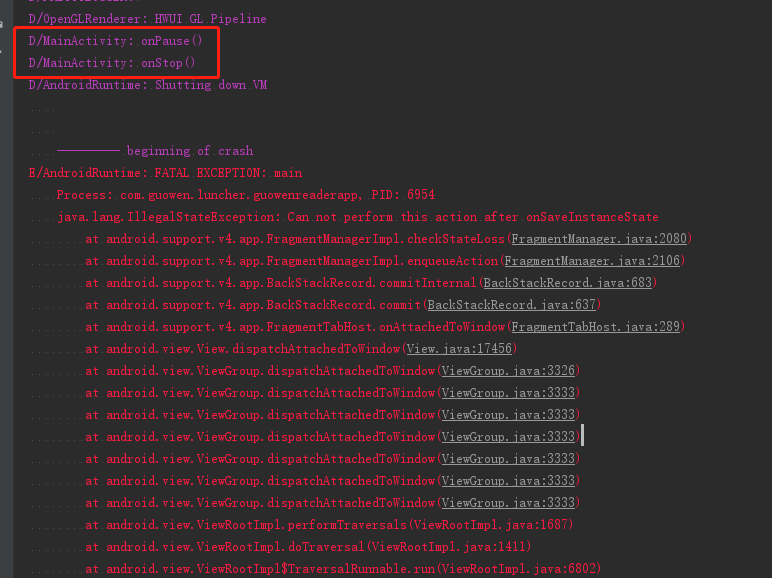 D/OpenGLRenderer: HWUI GL Pipeline
D/MainActivity: onPause()
D/MainActivity: onStop()
D/AndroidRuntime: Shutting down VM
--------- beginning of crash
E/AndroidRuntime: FATAL EXCEPTION: main
Process: com.guowen.luncher.guowenreaderapp, PID: 6954
java.lang.IllegalStateException: Can not perform this action after onSaveInstanceState
at android.support.v4.app.FragmentManagerImpl.checkStateLoss(FragmentManager.java:2080)
at android.support.v4.app.FragmentManagerImpl.enqueueAction(FragmentManager.java:2106)
at android.support.v4.app.BackStackRecord.commitInternal(BackStackRecord.java:683)
at android.support.v4.app.BackStackRecord.commit(BackStackRecord.java:637)
at android.support.v4.app.FragmentTabHost.onAttachedToWindow(FragmentTabHost.java:289)
at android.view.View.dispatchAttachedToWindow(View.java:17456)
at android.view.ViewGroup.dispatchAttachedToWindow(ViewGroup.java:3326)
at android.view.ViewGroup.dispatchAttachedToWindow(ViewGroup.java:3333)
at android.view.ViewGroup.dispatchAttachedToWindow(ViewGroup.java:3333)
at android.view.ViewGroup.dispatchAttachedToWindow(ViewGroup.java:3333)
at android.view.ViewGroup.dispatchAttachedToWindow(ViewGroup.java:3333)
at android.view.ViewGroup.dispatchAttachedToWindow(ViewGroup.java:3333)
at android.view.ViewGroup.dispatchAttachedToWindow(ViewGroup.java:3333)
at android.view.ViewRootImpl.performTraversals(ViewRootImpl.java:1687)
at android.view.ViewRootImpl.doTraversal(ViewRootImpl.java:1411)
at android.view.ViewRootImpl$TraversalRunnable.run(ViewRootImpl.java:6802)